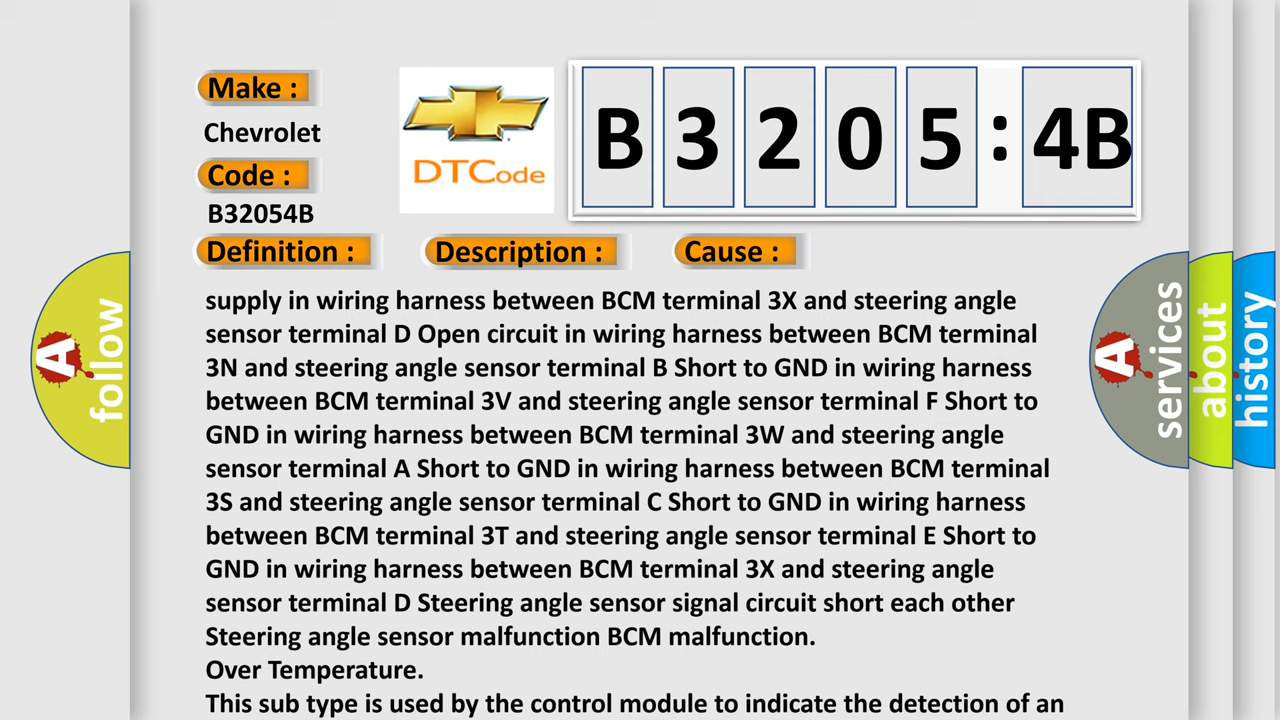 Make :
Chevrolet
Code :
B32054B
DTCode
B3205:4B
Definition :
Description :
Cause :
supply in wiring harness between BCM terminal 3X and steering angle
sensor terminal D Open circuit in wiring harness between BCM terminal
3N and steering angle sensor terminal B Short to GND in wiring harness
between BCM terminal 3V and steering angle sensor terminal F Short to
GND in wiring harness between BCM terminal 3W and steering angle
sensor terminal A Short to GND in wiring harness between BCM terminal
3S and steering angle sensor terminal C Short to GND in wiring harness
between BCM terminal 3T and steering angle sensor terminal E Short to
GND in wiring harness between BCM terminal 3X and steering angle
sensor terminal D Steering angle sensor signal circuit short each other
Steering angle sensor malfunction BCM malfunction.
Over Temperature.
This sub type is used by the control module to indicate the detection of an
A
follow
A
services
about
history